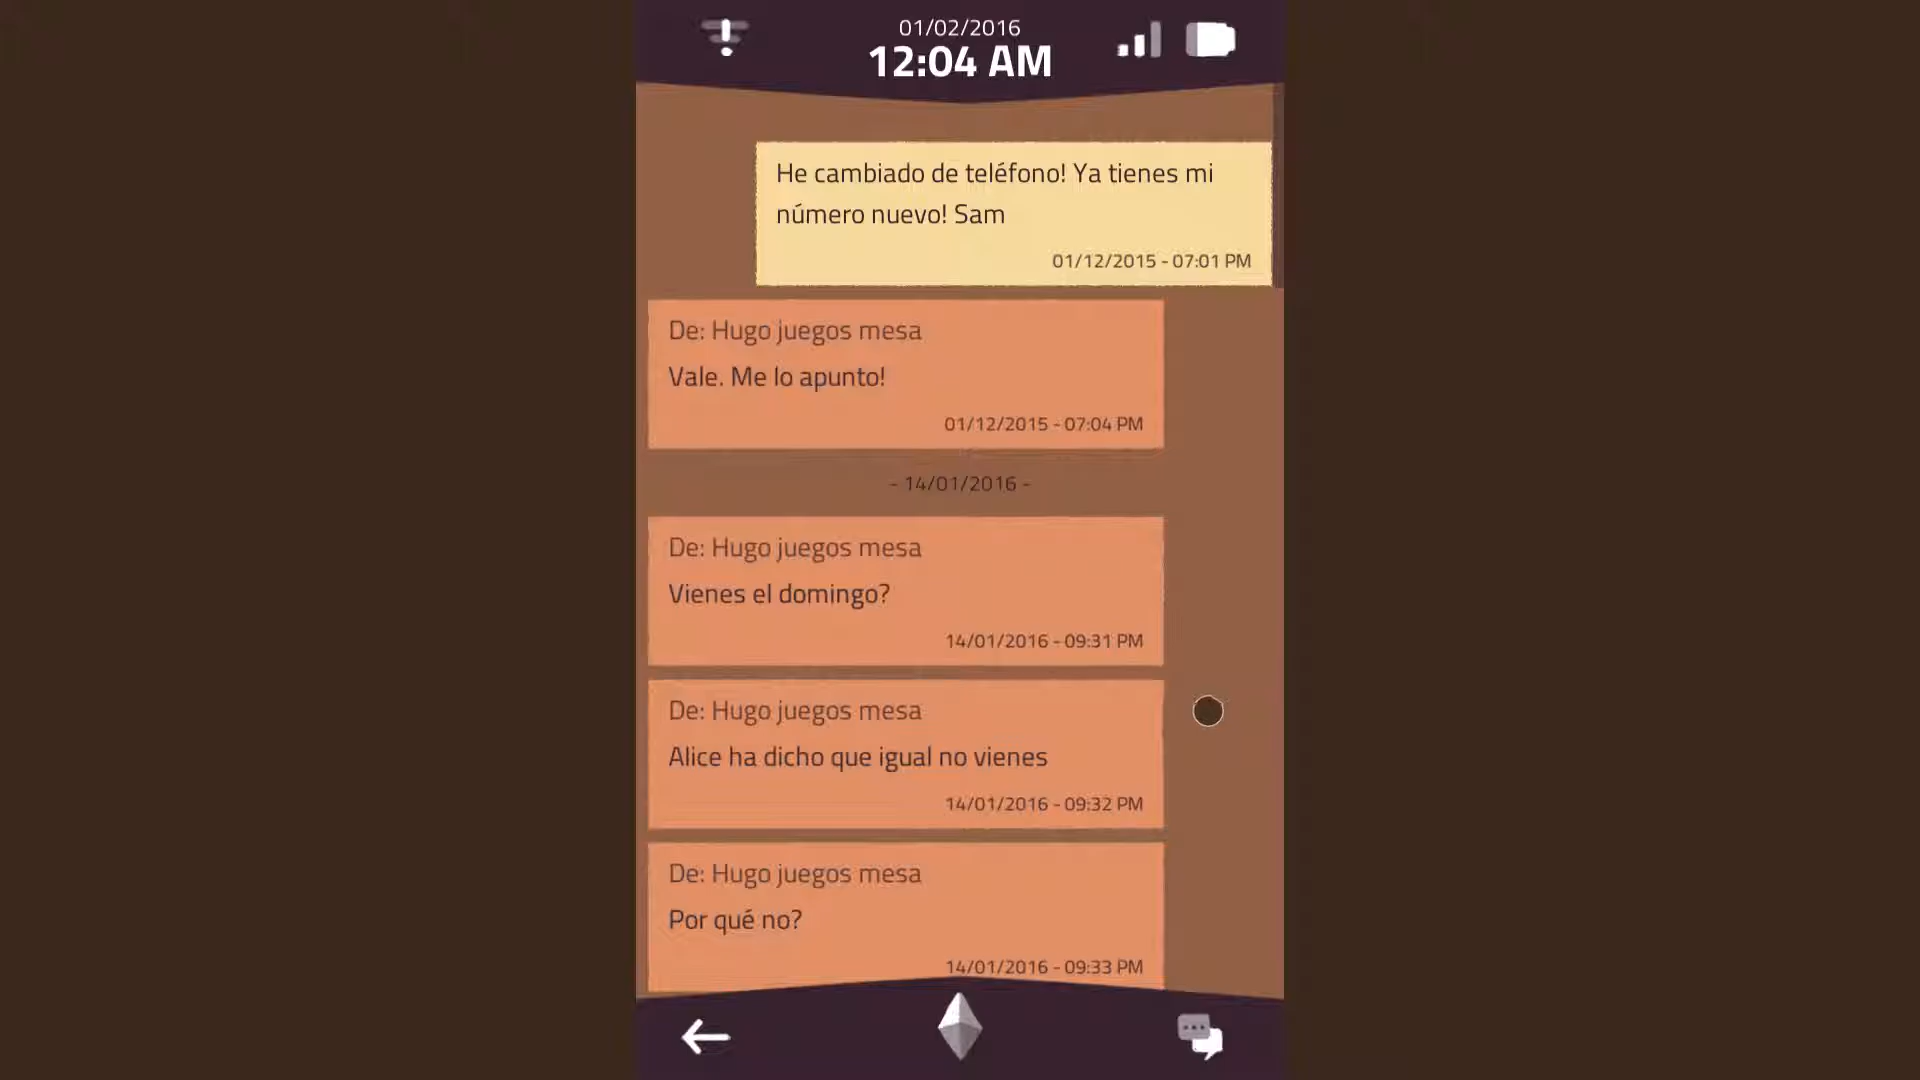 01/02/2016
12:04 AM
He cambiado de teléfono! Ya tienes mi
número nuevo! Sam
01/12/2015 - 07:01 PM
De: Hugo juegos mesa
Vale. Me lo apunto!
01/12/2015 - 07:04 PM
- 14/01/2016 -
De: Hugo juegos mesa
Vienes el domingo?
14/01/2016 - 09:31 PM
De: Hugo juegos mesa
Alice ha dicho que igual no vienes
14/01/2016 - 09:32 PM
De: Hugo juegos mesa
Por qué no?
14/01/2016 - 09:33 PM